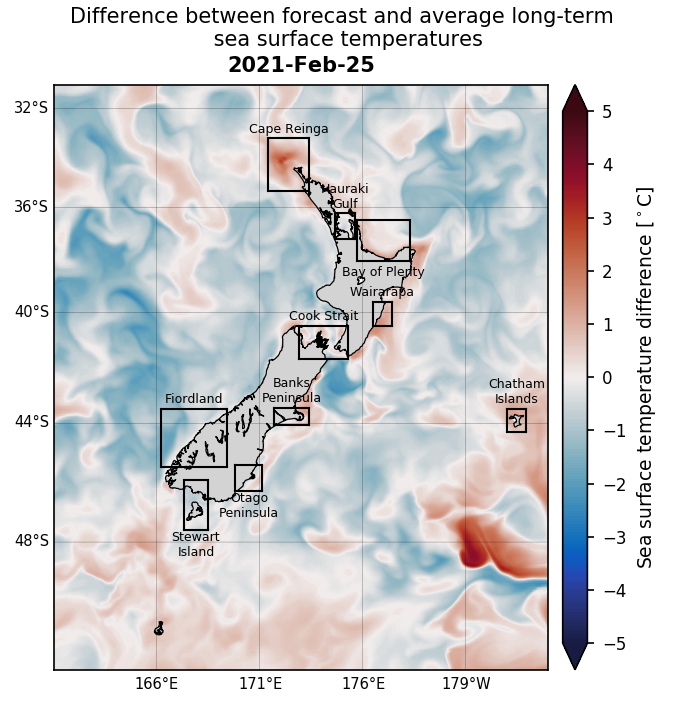 Difference between forecast and average long-term
sea surface temperatures
2021-Feb-25
32°S
36°S
40°S
44°S
48°S
166°E
171°E
176°E
179°W
Cape Reinga
Hauraki
Gulf
Bay of Plenty
Wairarapa
Cook Strait
Banks
Peninsula
Fiordland
Chatham
Islands
Otago
Peninsula
Stewart
Island
5
4
3
2
1
0
−1
−2
−3
−4
−5
Sea surface temperature difference [°C]